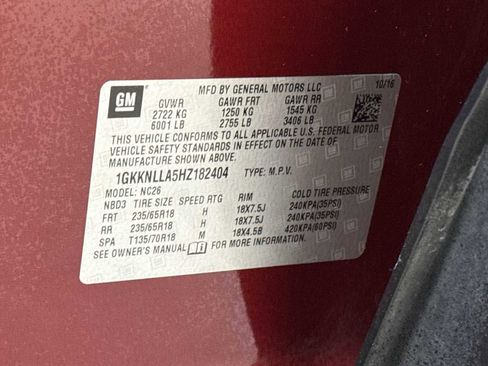 GM
MFD BY GENERAL MOTORS LLC
10/16
GVWR GAWR FRT GAWR RR
2722 KG 1250 KG 1545 KG
6001 LB 2755 LB 3406 LB
THIS VEHICLE CONFORMS TO ALL APPLICABLE U.S. FEDERAL MOTOR
VEHICLE SAFETY STANDARDS IN EFFECT ON THE DATE OF
MANUFACTURE SHOWN ABOVE.
1GKKNLLA5HZ182404 TYPE: M.P.V.
MODEL: NC26
NBD3 TIRE SIZE SPEED RTG RIM COLD TIRE PRESSURE
FRT 235/65R18 H 18X7.5J 240KPA(35PSI)
RR 235/65R18 H 18X7.5J 240KPA(35PSI)
SPA T135/70R18 M 18X4.5B 420KPA(60PSI)
SEE OWNER'S MANUAL FOR MORE INFORMATION.